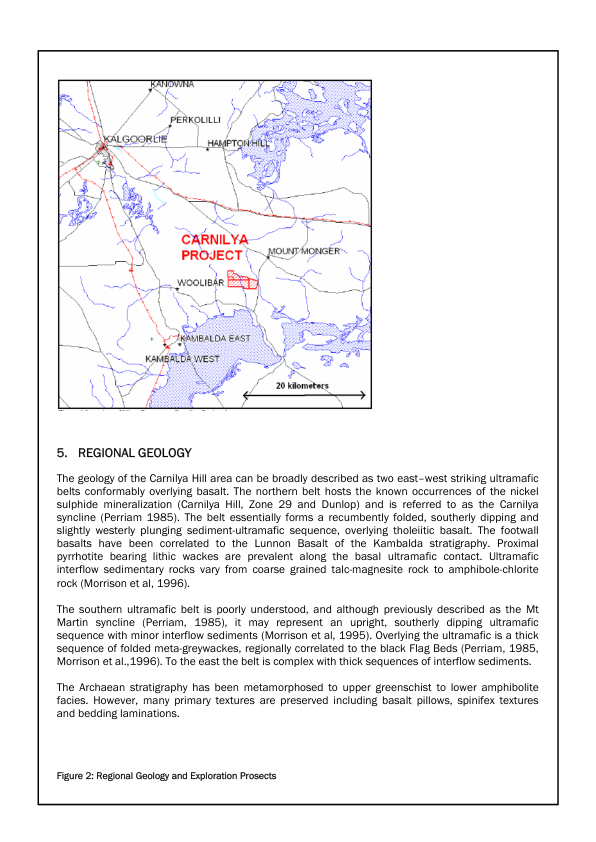 KANOWNA
PERKOLILLI
KALGOORLIE
HAMPTON HILL
CARNILYA
PROJECT
MOUNT MONGER
WOOLIBAR
KAMBALDA EAST
KAMBALDA WEST
20 kilometers
5. REGIONAL GEOLOGY
The geology of the Carnilya Hill area can be broadly described as two east–west striking ultramafic
belts conformably overlying basalt. The northern belt hosts the known occurrences of the nickel
sulphide mineralization (Carnilya Hill, Zone 29 and Dunlop) and is referred to as the Carnilya
syncline (Perriam 1985). The belt essentially forms a recumbently folded, southerly dipping and
slightly westerly plunging sediment-ultramafic sequence, overlying tholeiitic basalt. The footwall
basalts have been correlated to the Lunnon Basalt of the Kambalda stratigraphy. Proximal
pyrrhotite bearing lithic wackes are prevalent along the basal ultramafic contact. Ultramafic
interflow sedimentary rocks vary from coarse grained talc-magnesite rock to amphibole-chlorite
rock (Morrison et al, 1996).
The southern ultramafic belt is poorly understood, and although previously described as the Mt
Martin syncline (Perriam, 1985), it may represent an upright, southerly dipping ultramafic
sequence with minor interflow sediments (Morrison et al, 1995). Overlying the ultramafic is a thick
sequence of folded meta-greywackes, regionally correlated to the black Flag Beds (Perriam, 1985,
Morrison et al.,1996). To the east the belt is complex with thick sequences of interflow sediments.
The Archaean stratigraphy has been metamorphosed to upper greenschist to lower amphibolite
facies. However, many primary textures are preserved including basalt pillows, spinifex textures
and bedding laminations.
Figure 2: Regional Geology and Exploration Prosects